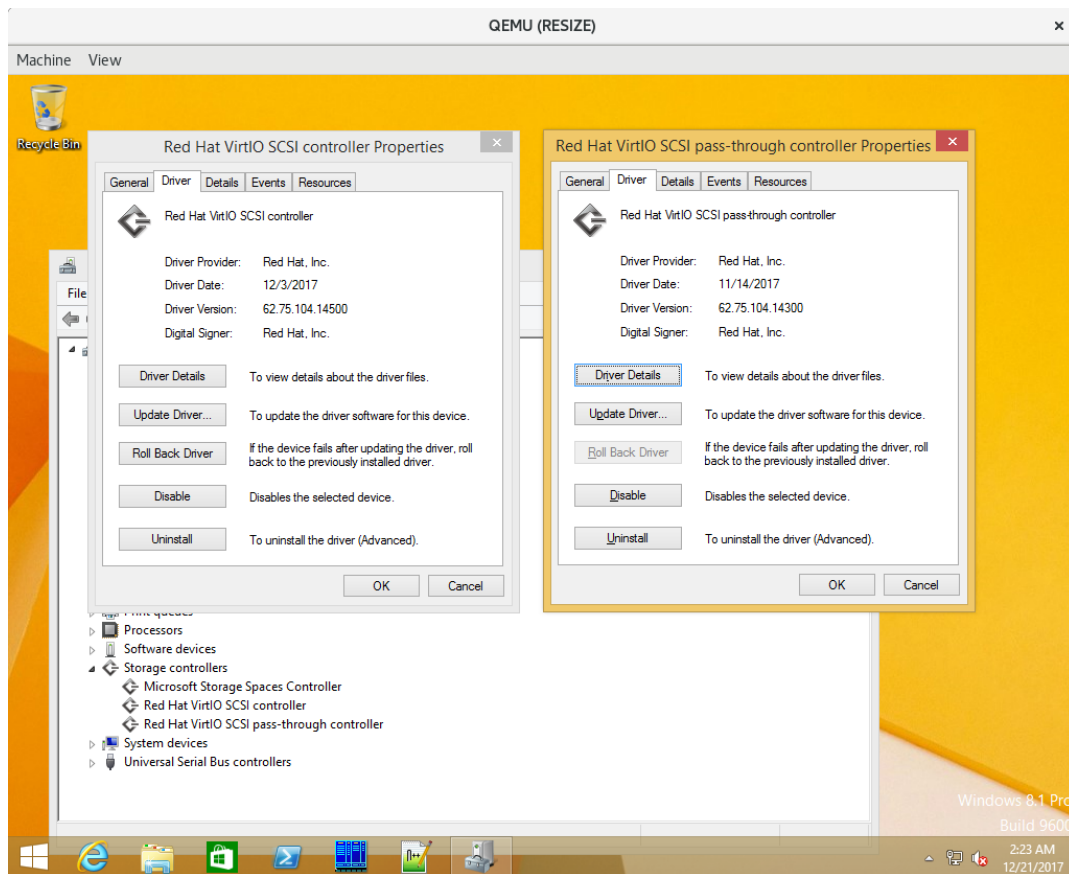 QEMU (RESIZE)
Machine View
Recycle Bin
Red Hat VirtIO SCSI controller Properties
General Driver Details Events Resources
Red Hat VirtIO SCSI controller
Driver Provider: Red Hat, Inc.
Driver Date: 12/3/2017
Driver Version: 62.75.104.14500
Digital Signer: Red Hat, Inc.
Driver Details To view details about the driver files.
Update Driver... To update the driver software for this device.
Roll Back Driver If the device fails after updating the driver, roll
back to the previously installed driver.
Disable Disables the selected device.
Uninstall To uninstall the driver (Advanced).
OK Cancel
Red Hat VirtIO SCSI pass-through controller Properties
General Driver Details Events Resources
Red Hat VirtIO SCSI pass-through controller
Driver Provider: Red Hat, Inc.
Driver Date: 11/14/2017
Driver Version: 62.75.104.14300
Digital Signer: Red Hat, Inc.
Driver Details To view details about the driver files.
Update Driver... To update the driver software for this device.
Roll Back Driver If the device fails after updating the driver, roll
back to the previously installed driver.
Disable Disables the selected device.
Uninstall To uninstall the driver (Advanced).
OK Cancel
File
Print queues
Processors
Software devices
Storage controllers
Microsoft Storage Spaces Controller
Red Hat VirtIO SCSI controller
Red Hat VirtIO SCSI pass-through controller
System devices
Universal Serial Bus controllers
Windows 8.1 Pro
Build 9600
2:23 AM
12/21/2017